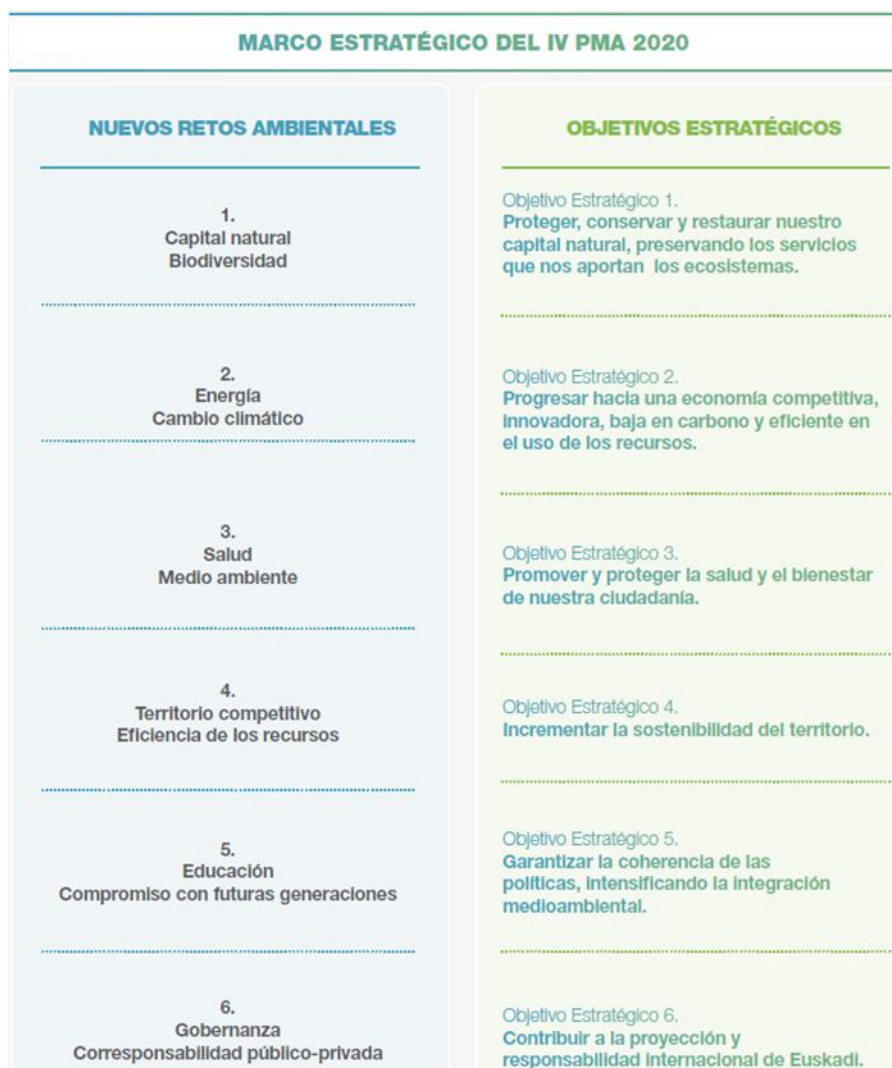 MARCO ESTRATÉGICO DEL IV PMA 2020
NUEVOS RETOS AMBIENTALES
1.
Capital natural
Biodiversidad
2.
Energía
Cambio climático
3.
Salud
Medio ambiente
4.
Territorio competitivo
Eficiencia de los recursos
5.
Educación
Compromiso con futuras generaciones
6.
Gobernanza
Corresponsabilidad público-privada
OBJETIVOS ESTRATÉGICOS
Objetivo Estratégico 1.
Proteger, conservar y restaurar nuestro
capital natural, preservando los servicios
que nos aportan los ecosistemas.
Objetivo Estratégico 2.
Progresar hacia una economía competitiva,
innovadora, baja en carbono y eficiente en
el uso de los recursos.
Objetivo Estratégico 3.
Promover y proteger la salud y el bienestar
de nuestra ciudadanía.
Objetivo Estratégico 4.
Incrementar la sostenibilidad del territorio.
Objetivo Estratégico 5.
Garantizar la coherencia de las
políticas, intensificando la integración
medioambiental.
Objetivo Estratégico 6.
Contribuir a la proyección y
responsabilidad internacional de Euskadi.